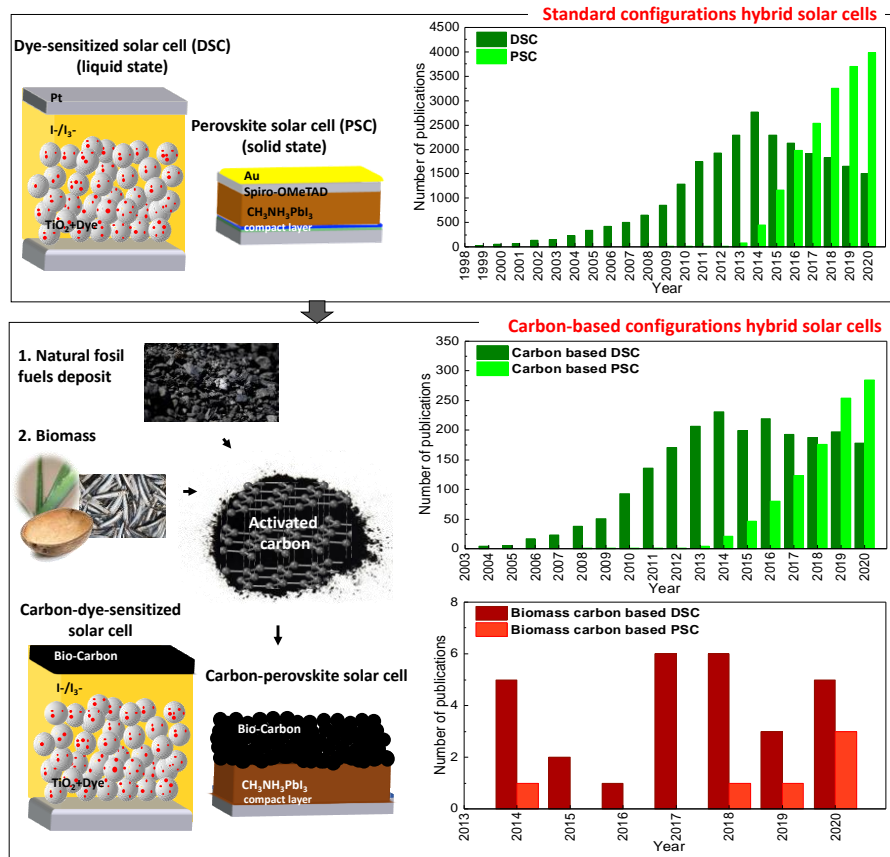 Standard configurations hybrid solar cells
Dye-sensitized solar cell (DSC)
(liquid state)
Pt
I-/I₃-
TiO₂+Dye
Perovskite solar cell (PSC)
(solid state)
Au
Spiro-OMeTAD
CH₃NH₃PbI₃
compact layer
DSC
PSC
Number of publications
4500
4000
3500
3000
2500
2000
1500
1000
500
0
1998
1999
2000
2001
2002
2003
2004
2005
2006
2007
2008
2009
2010
2011
2012
2013
2014
2015
2016
2017
2018
2019
2020
Year
Carbon-based configurations hybrid solar cells
1. Natural fosil
fuels deposit
2. Biomass
Activated
carbon
Carbon-dye-sensitized
solar cell
Bio-Carbon
I-/I₃-
TiO₂+Dye
Carbon-perovskite solar cell
Bio-Carbon
CH₃NH₃PbI₃
compact layer
Carbon based DSC
Carbon based PSC
Number of publications
350
300
250
200
150
100
50
0
2003
2004
2005
2006
2007
2008
2009
2010
2011
2012
2013
2014
2015
2016
2017
2018
2019
2020
Year
Biomass carbon based DSC
Biomass carbon based PSC
Number of publications
8
6
4
2
0
2013
2014
2015
2016
2017
2018
2019
2020
Year